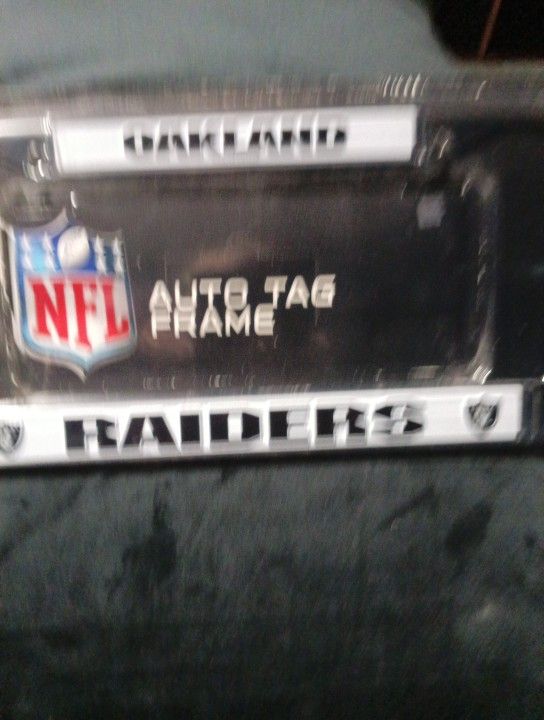 OAKLAND
NFL
AUTO TAG
FRAME
RAIDERS